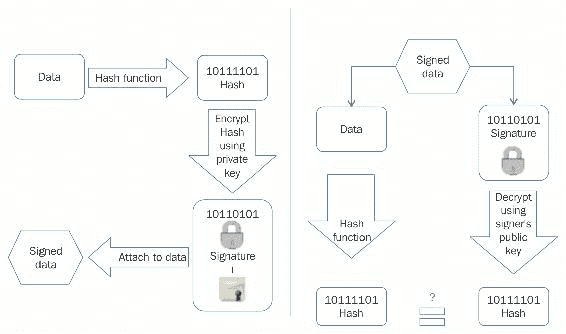 Data
Hash function
10111101
Hash
Encrypt
Hash
using
private
key
10110101
Signature
+
Attach to data
Signed
data
Signed
data
Data
10110101
Signature
Hash
function
Decrypt
using
signer's
public
key
10111101
Hash
?
10111101
Hash